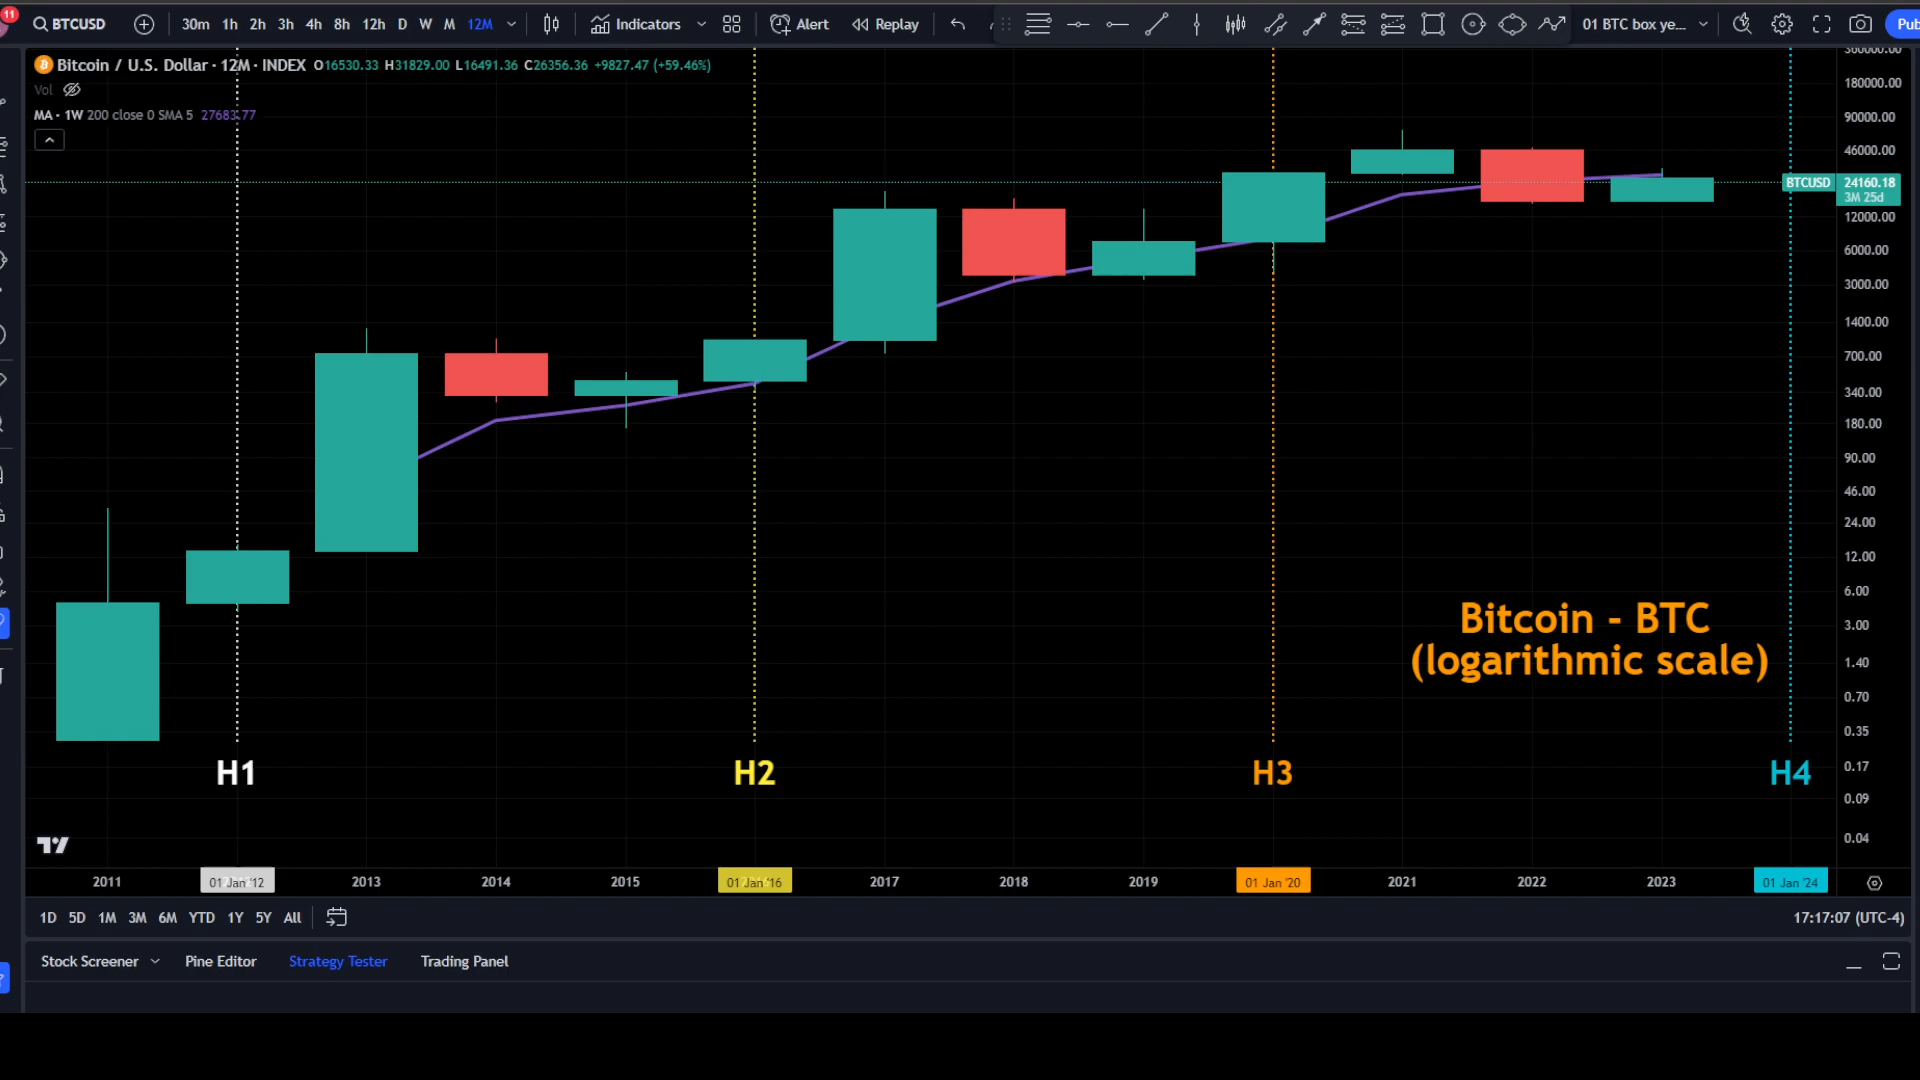 11
BTCUSD 30m 1h 2h 3h 4h 8h 12h D W M 12M Indicators Alert Replay 01 BTC box ye... Pub
Bitcoin / U.S. Dollar · 12M · INDEX O16530.33 H31829.00 L16491.36 C26356.36 +9827.47 (+59.46%)
Vol
MA · 1W 200 close 0 SMA 5 27683.77
360000.00
180000.00
90000.00
46000.00
BTCUSD 24160.18
3M 25d
12000.00
6000.00
3000.00
1400.00
700.00
340.00
180.00
90.00
46.00
24.00
12.00
6.00
3.00
1.40
0.70
0.35
0.17
0.09
0.04
Bitcoin - BTC
(logarithmic scale)
H1 H2 H3 H4
2011 01 Jan '12 2013 2014 2015 01 Jan '16 2017 2018 2019 01 Jan '20 2021 2022 2023 01 Jan '24
1D 5D 1M 3M 6M YTD 1Y 5Y All 17:17:07 (UTC-4)
Stock Screener Pine Editor Strategy Tester Trading Panel